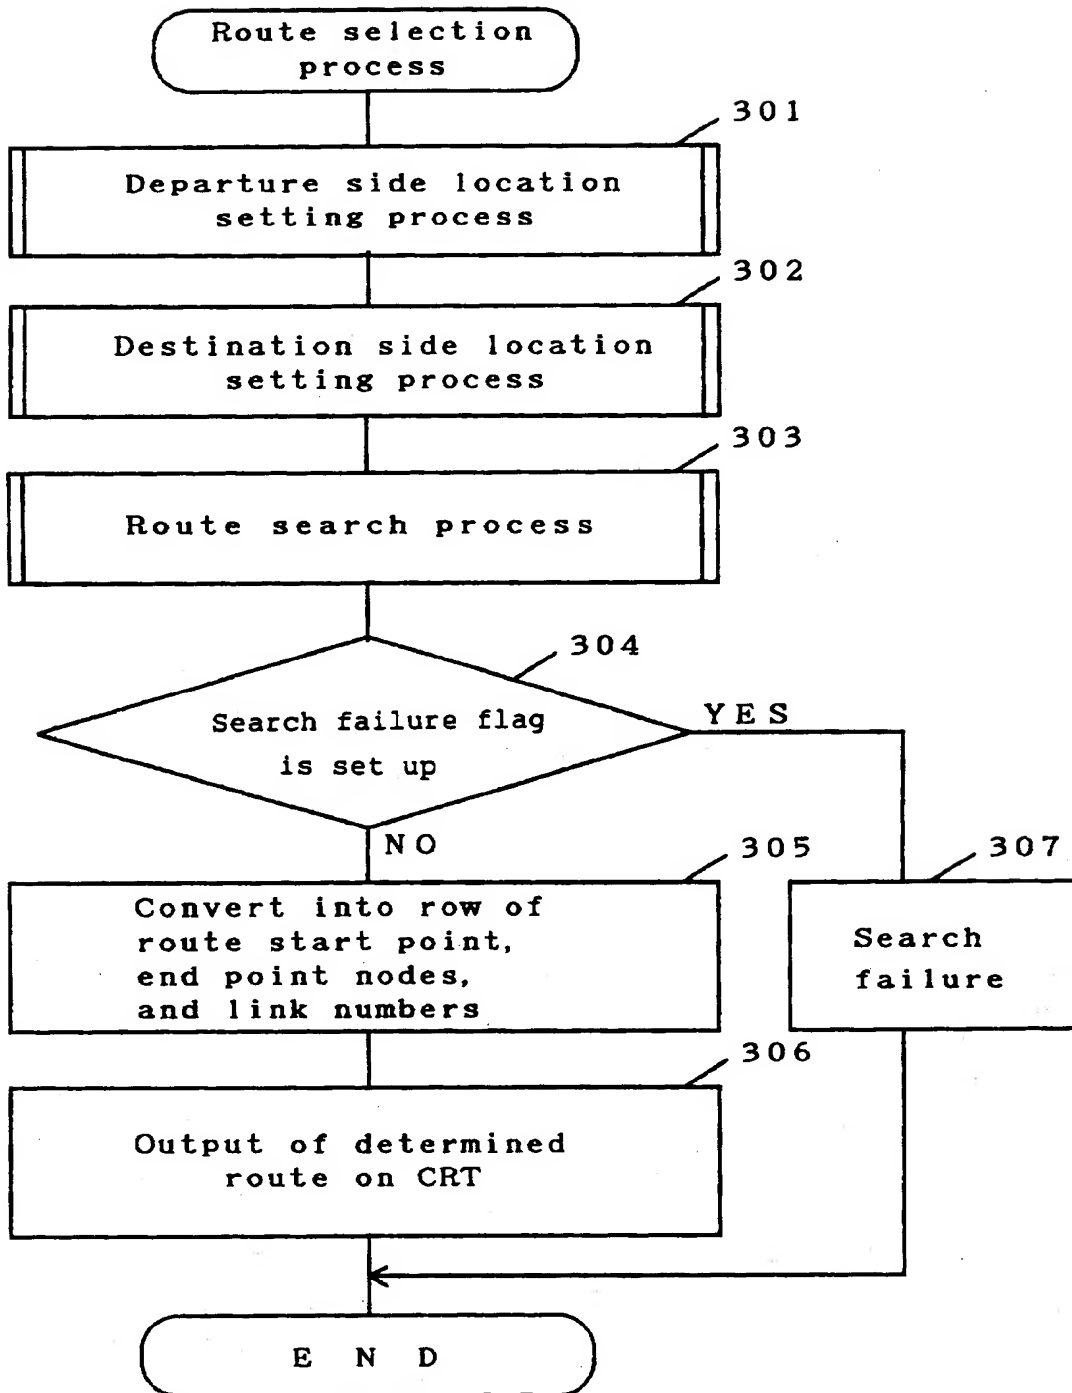 Route selection
process
301
Departure side location
setting process
302
Destination side location
setting process
303
Route search process
304
Search failure flag
is set up
YES
NO
305
Convert into row of
route start point,
end point nodes,
and link numbers
307
Search
failure
306
Output of determined
route on CRT
END